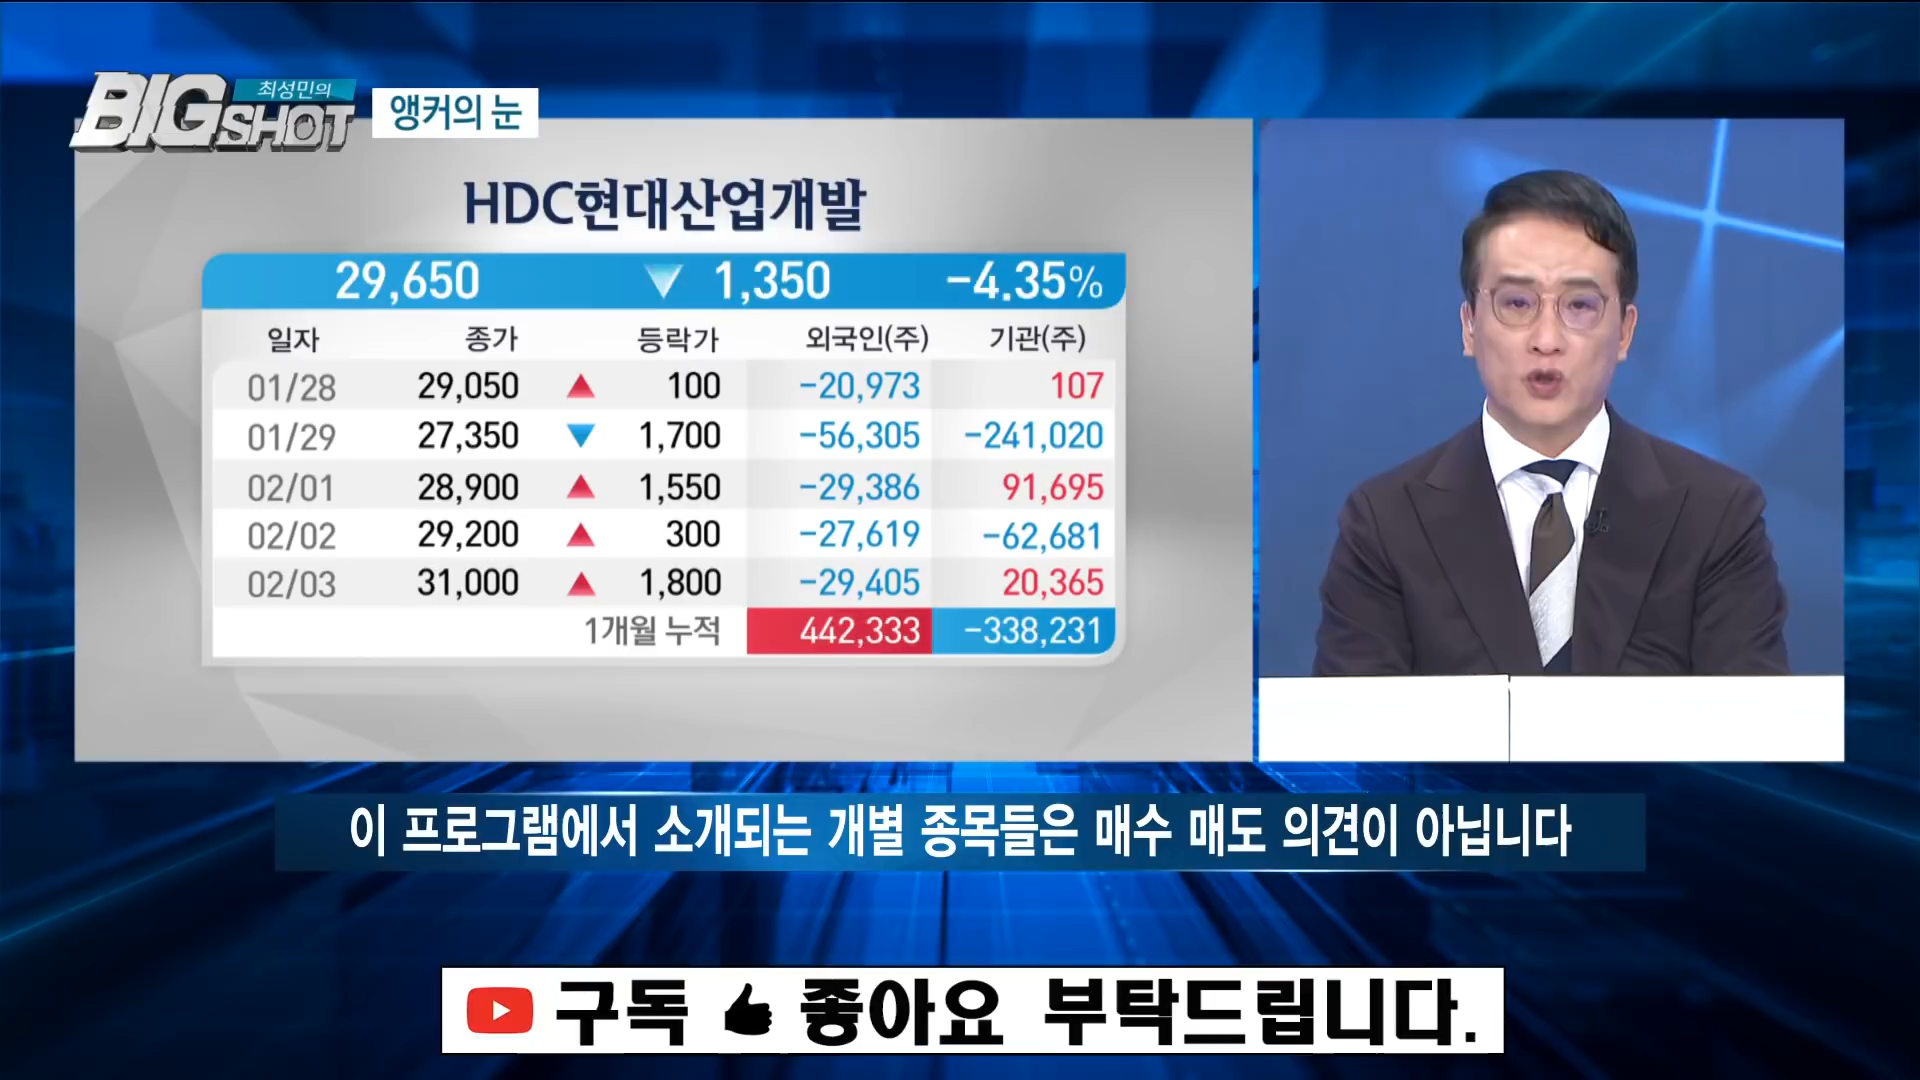 BIG SHOT 최성민의
앵커의 눈
HDC현대산업개발
29,650 ▼ 1,350 -4.35%
일자 종가 등락가 외국인(주) 기관(주)
01/28 29,050 ▲ 100 -20,973 107
01/29 27,350 ▼ 1,700 -56,305 -241,020
02/01 28,900 ▲ 1,550 -29,386 91,695
02/02 29,200 ▲ 300 -27,619 -62,681
02/03 31,000 ▲ 1,800 -29,405 20,365
1개월 누적 442,333 -338,231
이 프로그램에서 소개되는 개별 종목들은 매수 매도 의견이 아닙니다
구독 좋아요 부탁드립니다.